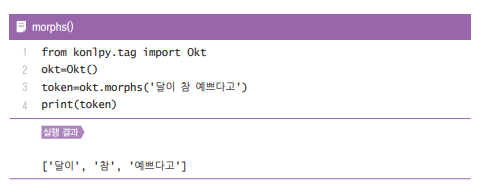 morphs()
1 from konlpy.tag import Okt
2 okt=Okt()
3 token=okt.morphs('달이 참 예쁘다고')
4 print(token)
실행 결과
['달이', '참', '예쁘다고']